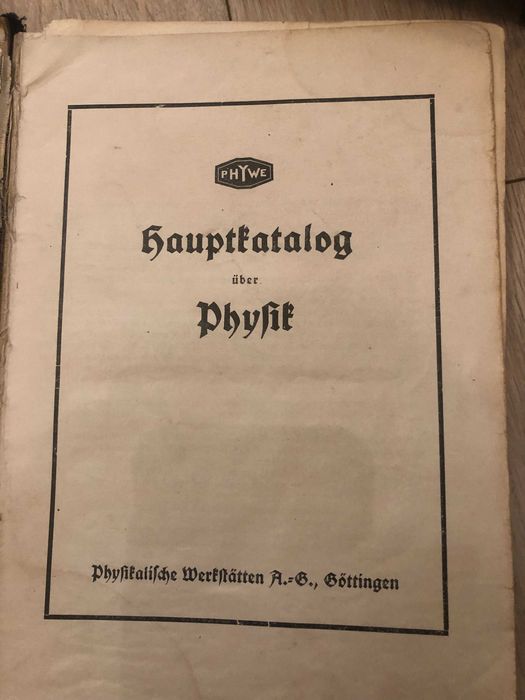 PHYWE
Hauptkatalog
über
Physik
Physikalische Werkstätten A.=G., Göttingen